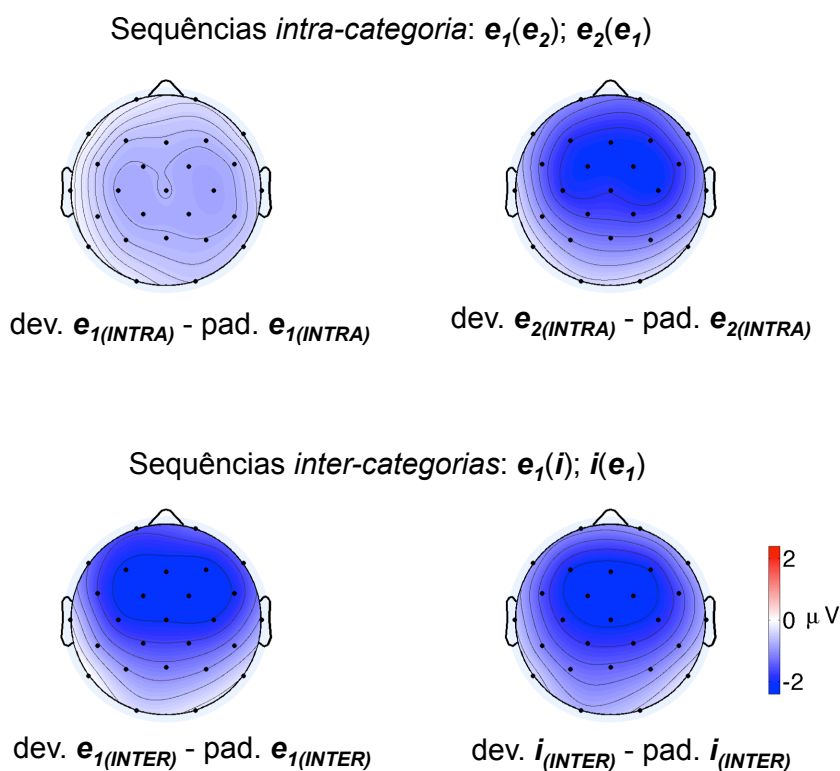 Sequências intra-categoria: e1(e2); e2(e1)
dev. e1(INTRA) - pad. e1(INTRA)
dev. e2(INTRA) - pad. e2(INTRA)
Sequências inter-categorias: e1(i); i(e1)
2
0 μ V
-2
dev. e1(INTER) - pad. e1(INTER)
dev. i(INTER) - pad. i(INTER)